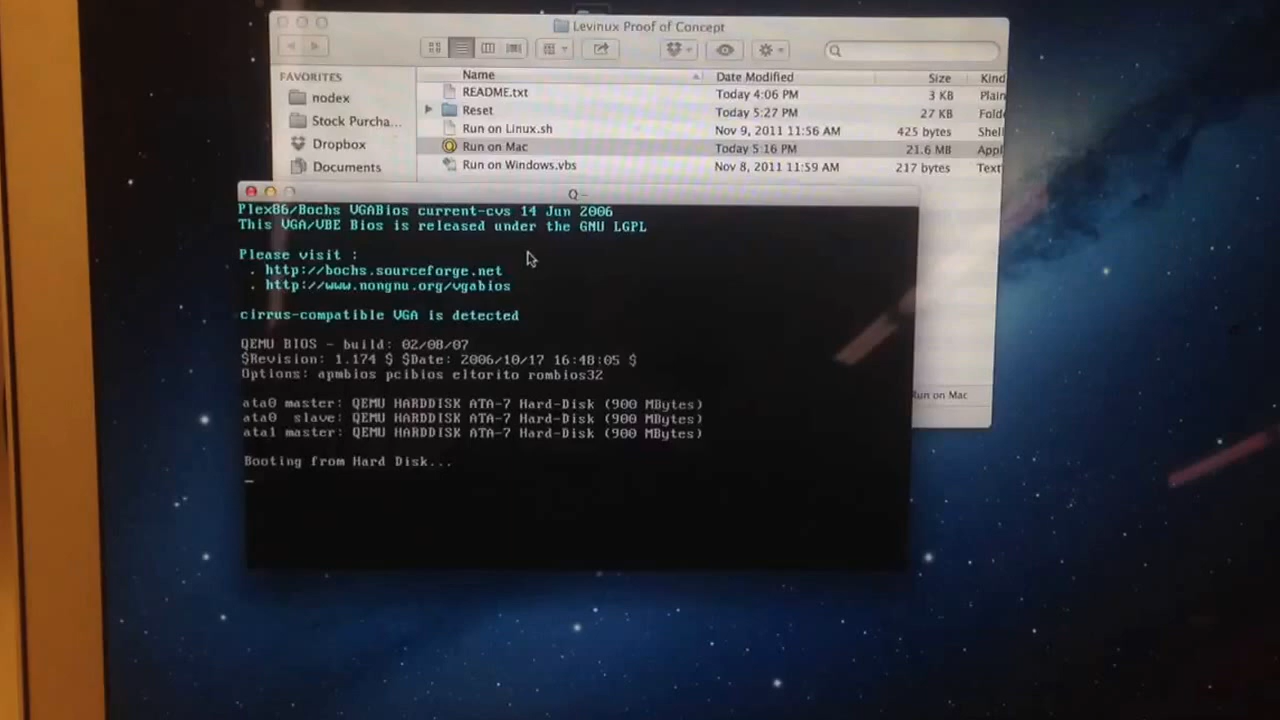 Levinux Proof of Concept
FAVORITES
nodex
Stock Purcha...
Dropbox
Documents
Name Date Modified Size Kind
README.txt Today 4:06 PM 3 KB Plain
Reset Today 5:27 PM 27 KB Folde
Run on Linux.sh Nov 9, 2011 11:56 AM 425 bytes Shell
Run on Mac Today 5:16 PM 21.6 MB Appl
Run on Windows.vbs Nov 8, 2011 11:59 AM 217 bytes Text
Run on Mac
Q –
Plex86/Bochs VGABios current-cvs 14 Jun 2006
This VGA/VBE Bios is released under the GNU LGPL
Please visit :
. http://bochs.sourceforge.net
. http://www.nongnu.org/vgabios
cirrus-compatible VGA is detected
QEMU BIOS - build: 02/08/07
$Revision: 1.174 $ $Date: 2006/10/17 16:48:05 $
Options: apmbios pcibios eltorito rombios32
ata0 master: QEMU HARDDISK ATA-7 Hard-Disk (900 MBytes)
ata0 slave: QEMU HARDDISK ATA-7 Hard-Disk (900 MBytes)
ata1 master: QEMU HARDDISK ATA-7 Hard-Disk (900 MBytes)
Booting from Hard Disk...
_